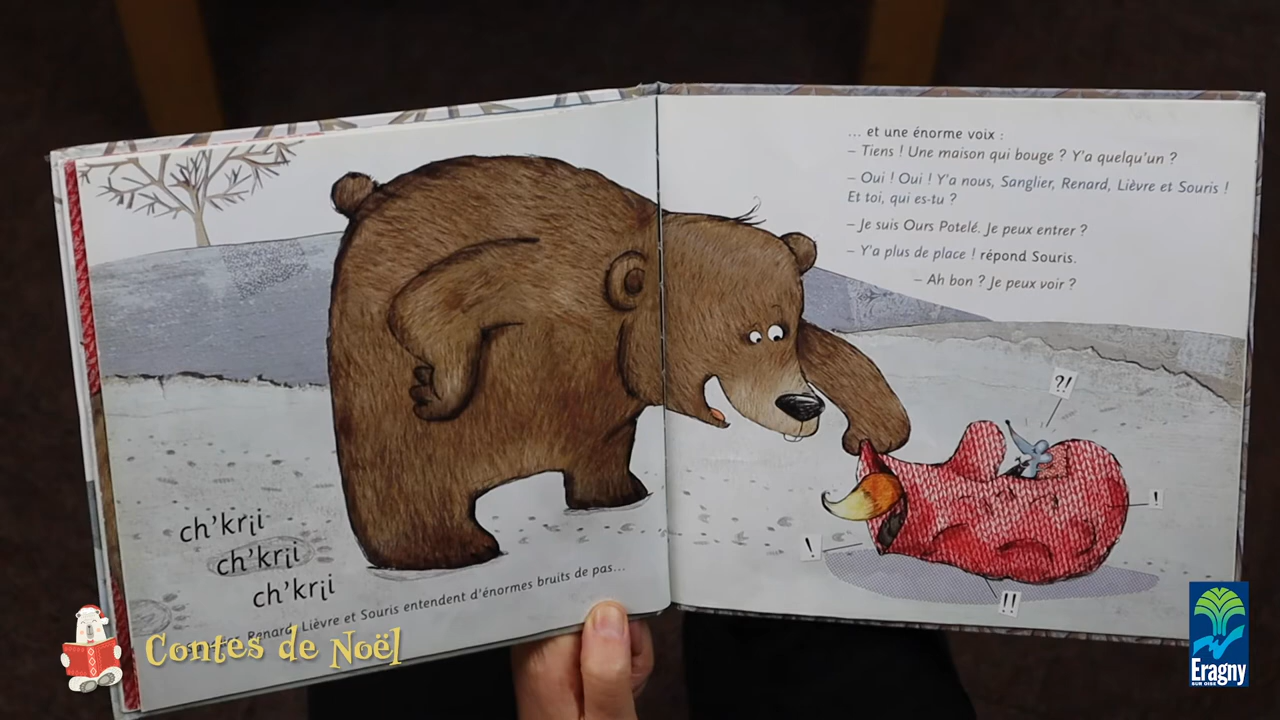 ch'krii
ch'krii
ch'krii
Renard, Lièvre et Souris entendent d'énormes bruits de pas...
... et une énorme voix :
– Tiens ! Une maison qui bouge ? Y'a quelqu'un ?
– Oui ! Oui ! Y'a nous, Sanglier, Renard, Lièvre et Souris !
Et toi, qui es-tu ?
– Je suis Ours Potelé. Je peux entrer ?
– Y'a plus de place ! répond Souris.
– Ah bon ? Je peux voir ?
?!
!
!
!!
Contes de Noël
Eragny
SUR OISE